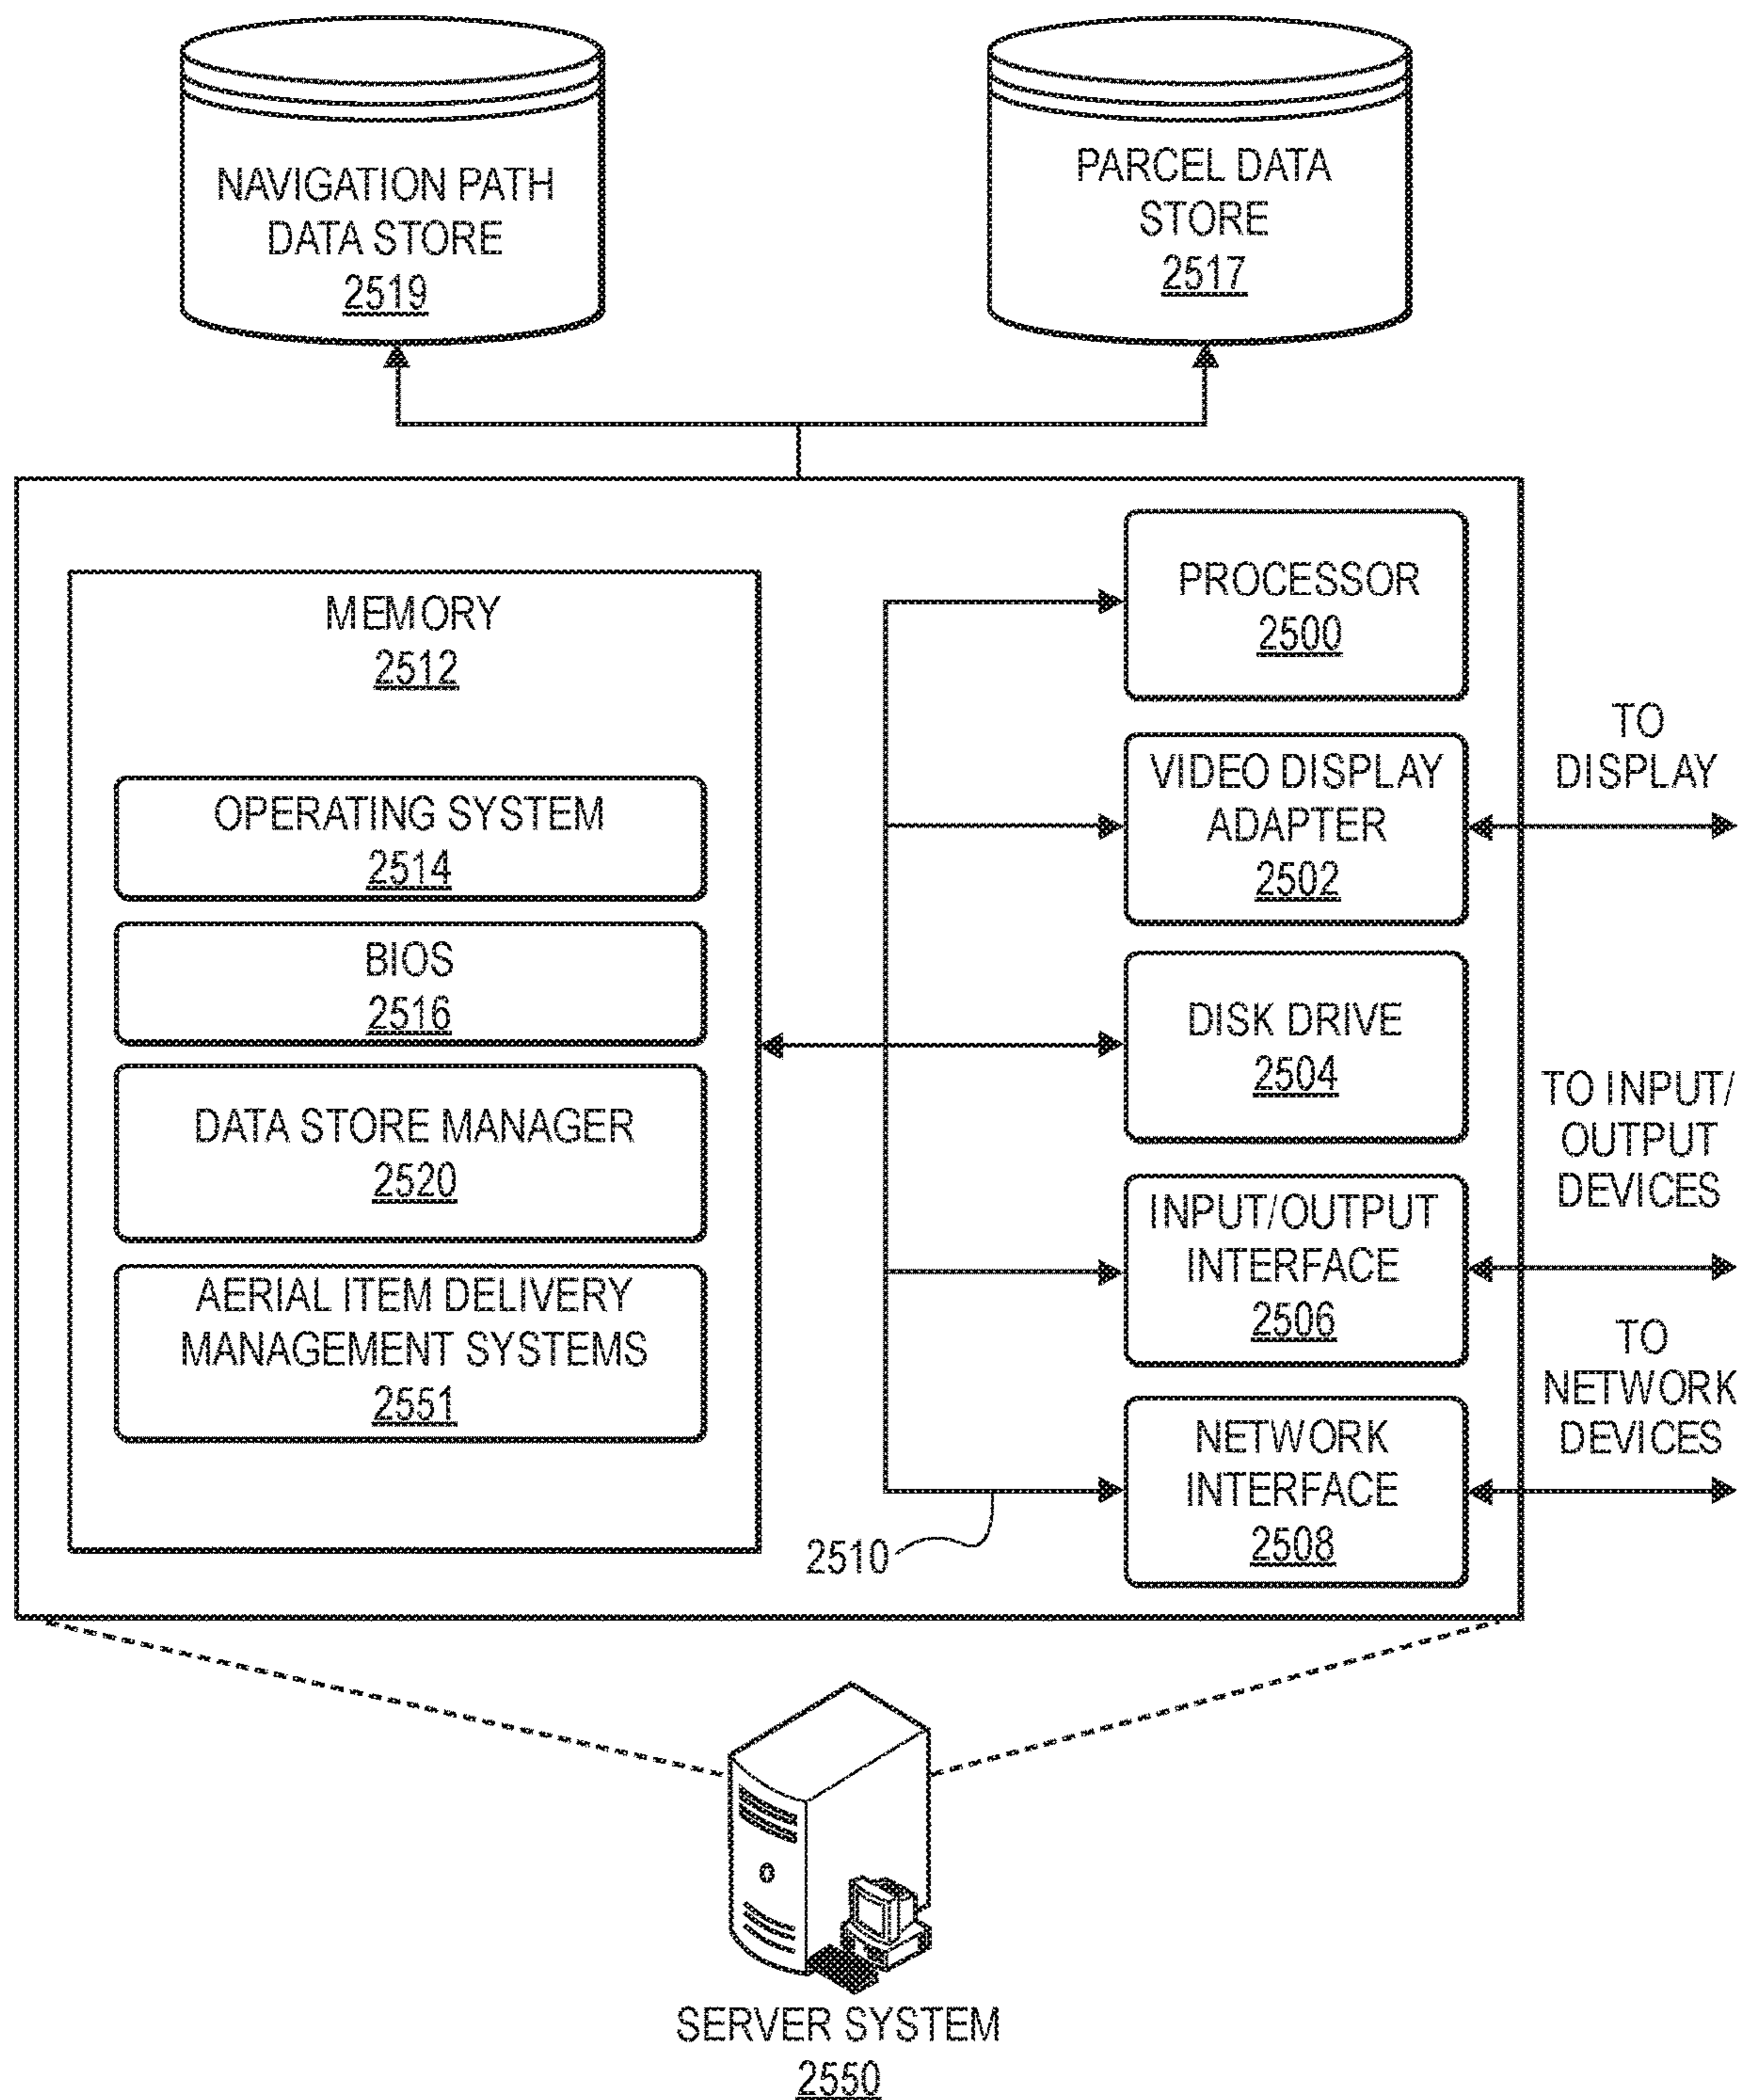 NAVIGATION PATH
DATA STORE
2519
PARCEL DATA
STORE
2517
MEMORY
2512
OPERATING SYSTEM
2514
BIOS
2516
DATA STORE MANAGER
2520
AERIAL ITEM DELIVERY
MANAGEMENT SYSTEMS
2551
PROCESSOR
2500
VIDEO DISPLAY
ADAPTER
2502
DISK DRIVE
2504
INPUT/OUTPUT
INTERFACE
2506
NETWORK
INTERFACE
2508
2510
TO
DISPLAY
TO INPUT/
OUTPUT
DEVICES
TO
NETWORK
DEVICES
SERVER SYSTEM
2550